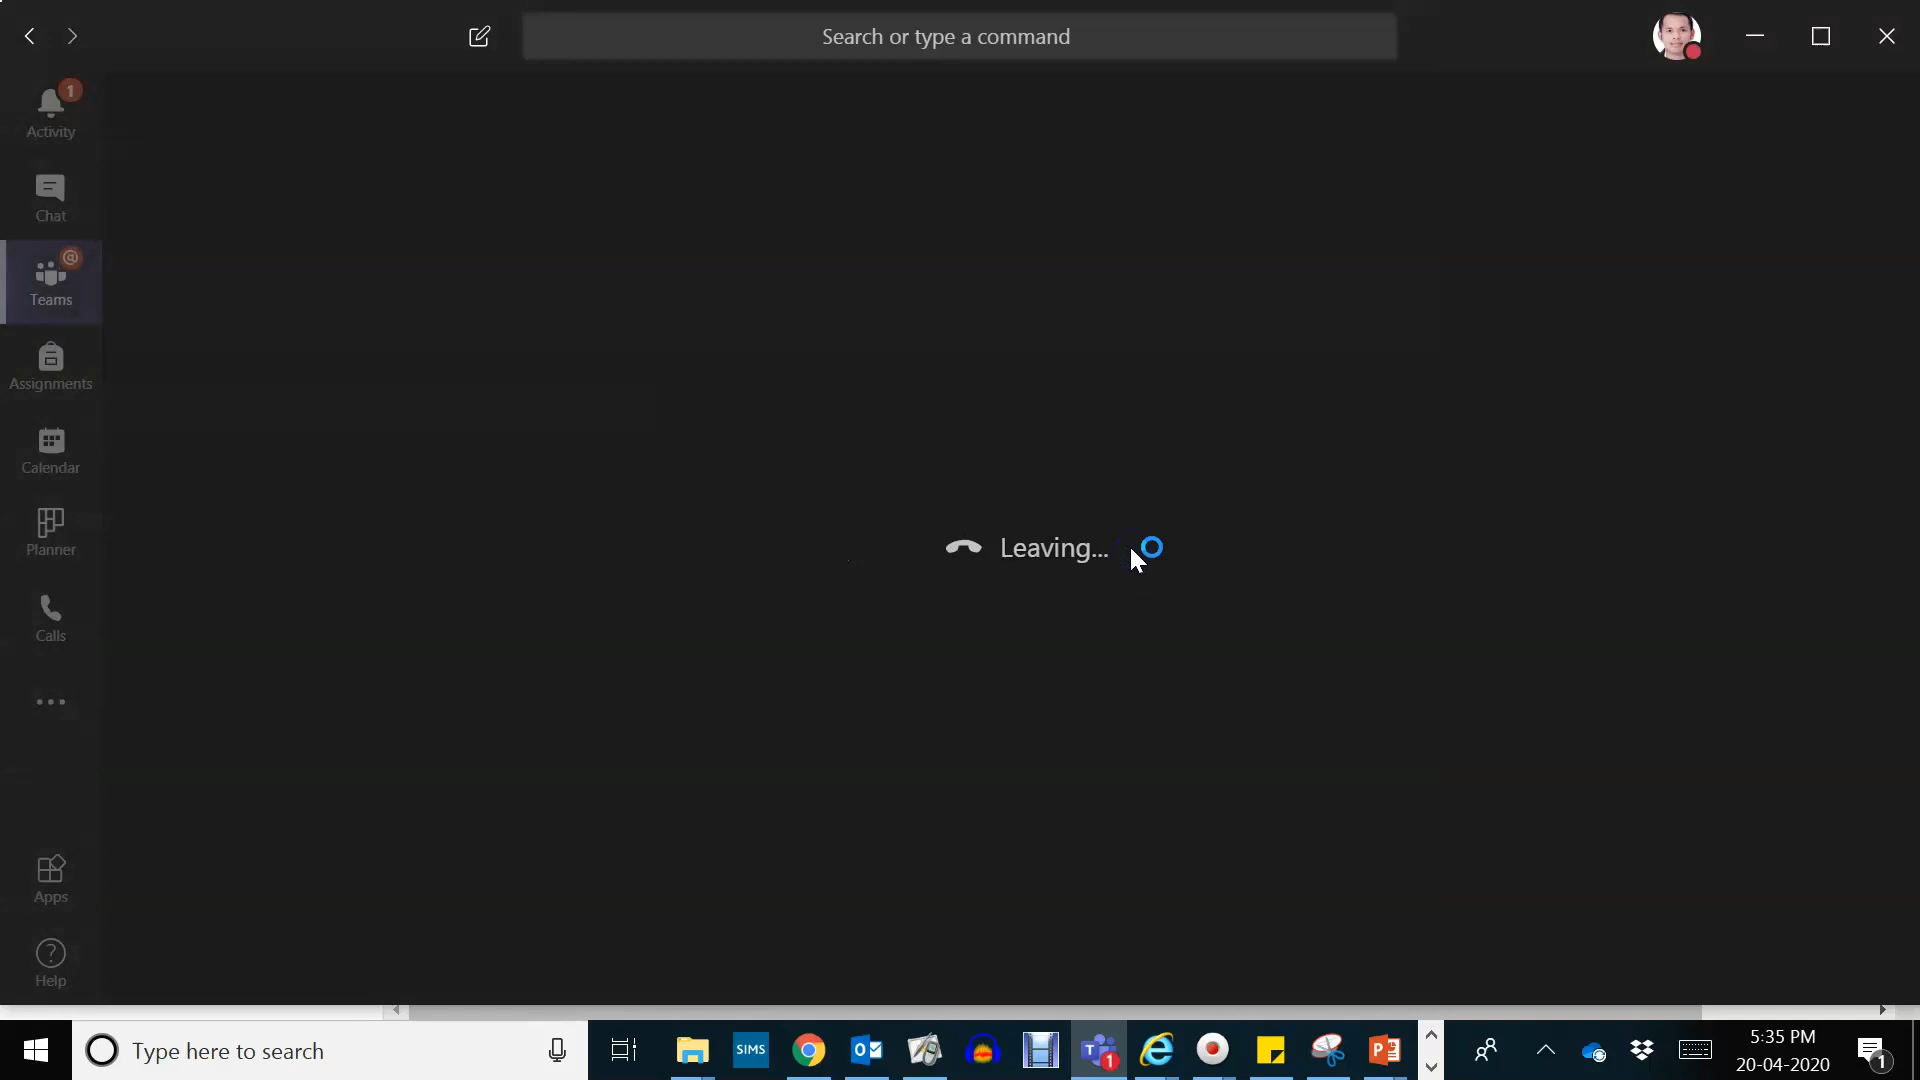 Search or type a command
1
Activity
Chat
@
Teams
Assignments
Calendar
Planner
Calls
Leaving...
Apps
?
Help
Type here to search
SIMS
1
5:35 PM
20-04-2020
1